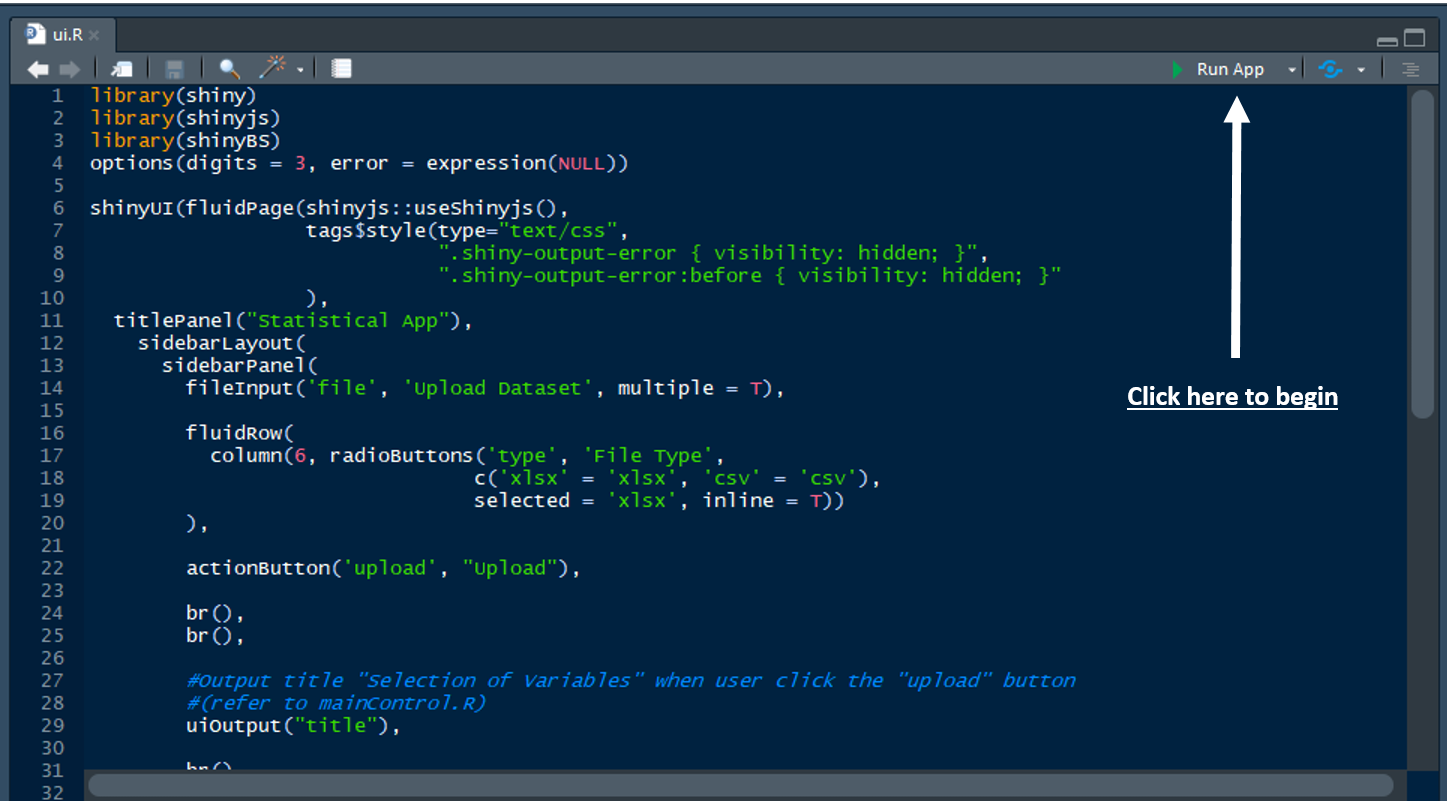 ui.R
Run App
1 library(shiny)
2 library(shinyjs)
3 library(shinyBS)
4 options(digits = 3, error = expression(NULL))
5
6 shinyUI(fluidPage(shinyjs::useShinyjs(),
7 tags$style(type="text/css",
8 ".shiny-output-error { visibility: hidden; }",
9 ".shiny-output-error:before { visibility: hidden; }"
10 ),
11 titlePanel("Statistical App"),
12 sidebarLayout(
13 sidebarPanel(
14 fileInput('file', 'Upload Dataset', multiple = T),
Click here to begin
15
16 fluidRow(
17 column(6, radioButtons('type', 'File Type',
18 c('xlsx' = 'xlsx', 'csv' = 'csv'),
19 selected = 'xlsx', inline = T))
20 ),
21
22 actionButton('upload', "Upload"),
23
24 br(),
25 br(),
26
27 #Output title "Selection of Variables" when user click the "upload" button
28 #(refer to mainControl.R)
29 uiOutput("title"),
30
31 br()
32